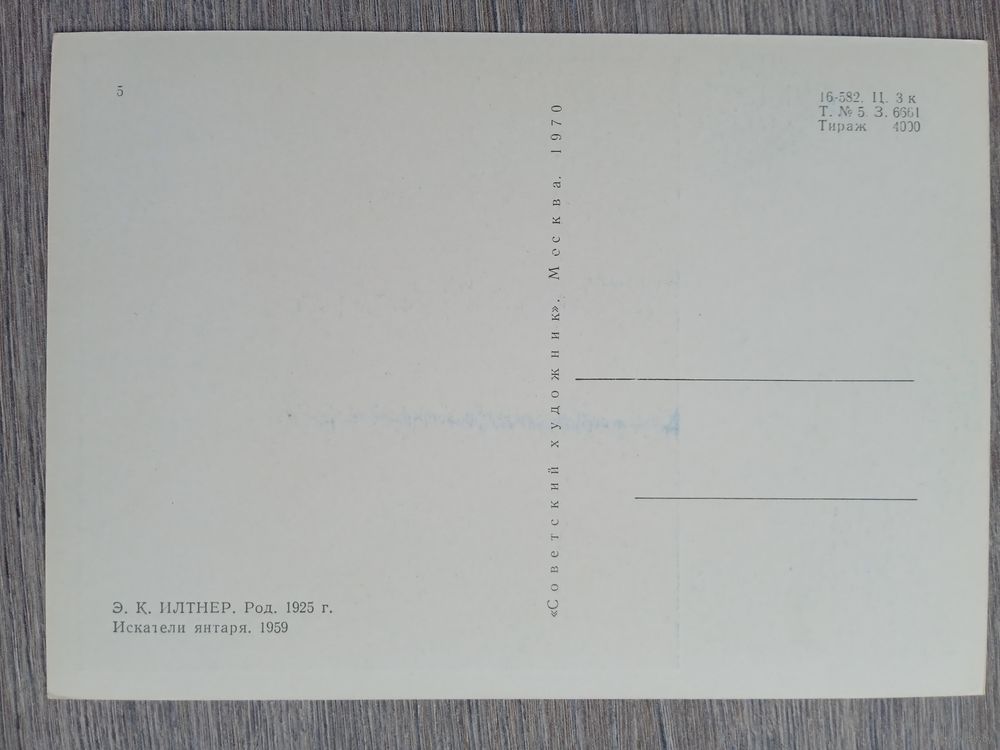 5
16-582. Ц. 3 к
Т. № 5. З. 6661
Тираж 4000
«Советский художник». Москва. 1970
Э. К. ИЛТНЕР. Род. 1925 г.
Искатели янтаря. 1959